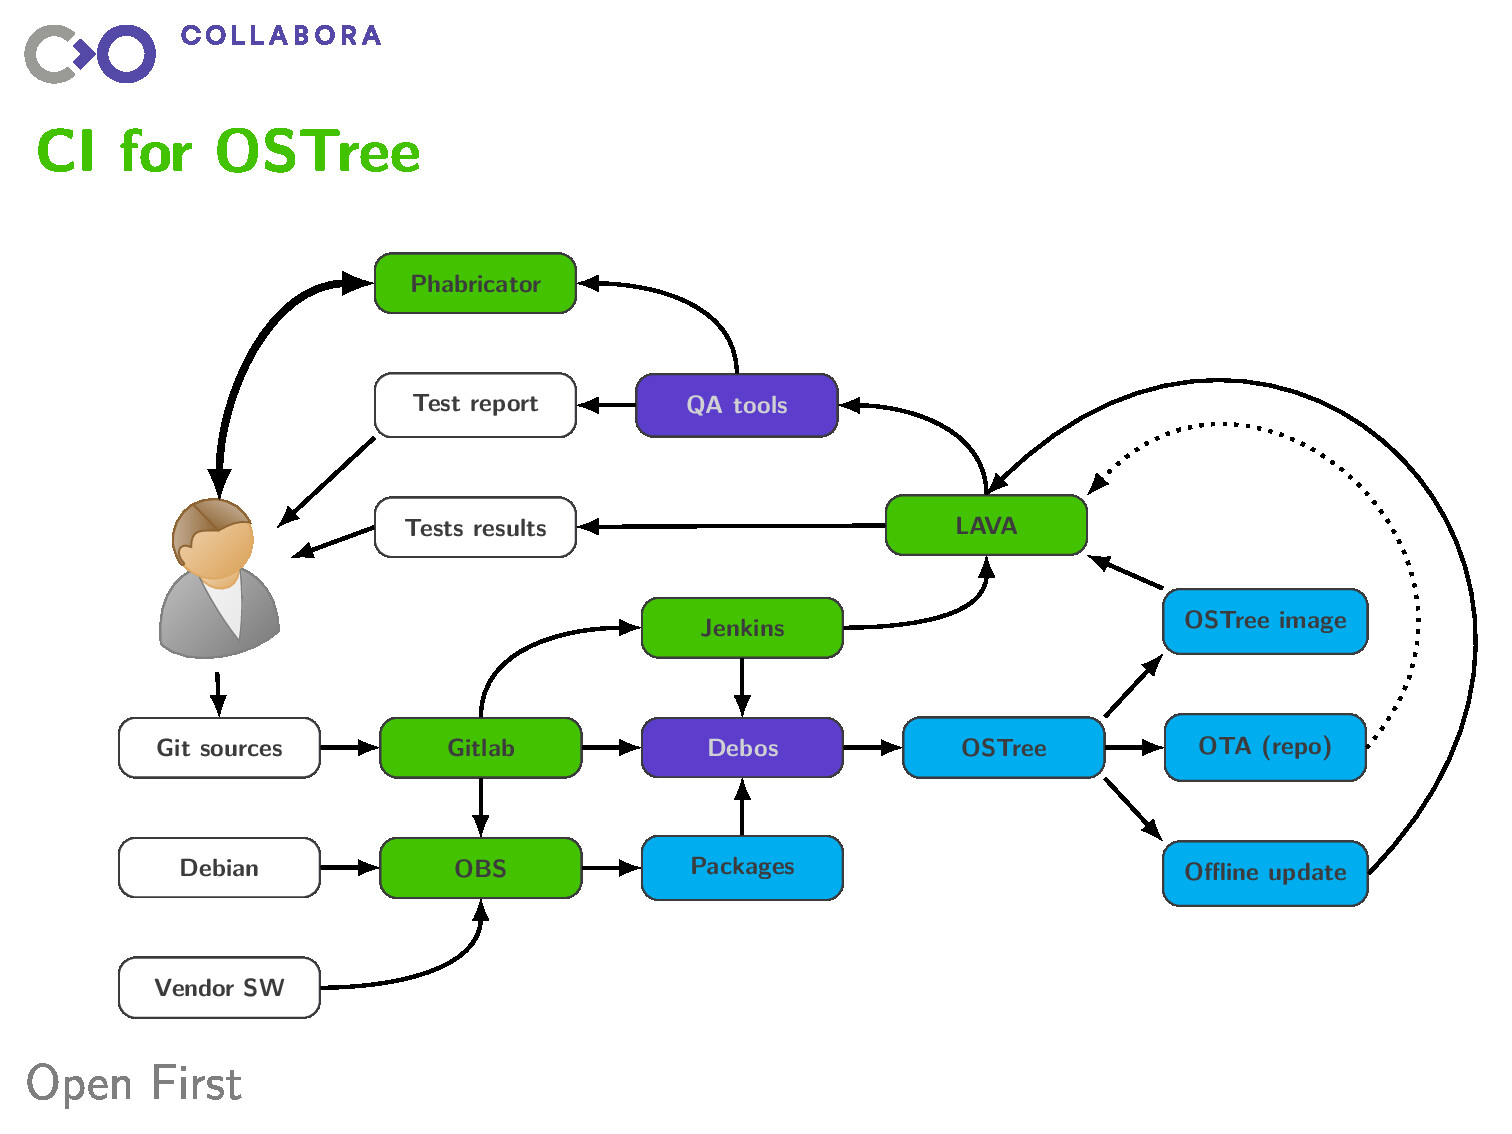 COLLABORA
CI for OSTree
Phabricator
Test report
QA tools
Tests results
LAVA
Jenkins
OSTree image
Git sources
Gitlab
Debos
OSTree
OTA (repo)
Debian
OBS
Packages
Offline update
Vendor SW
Open First